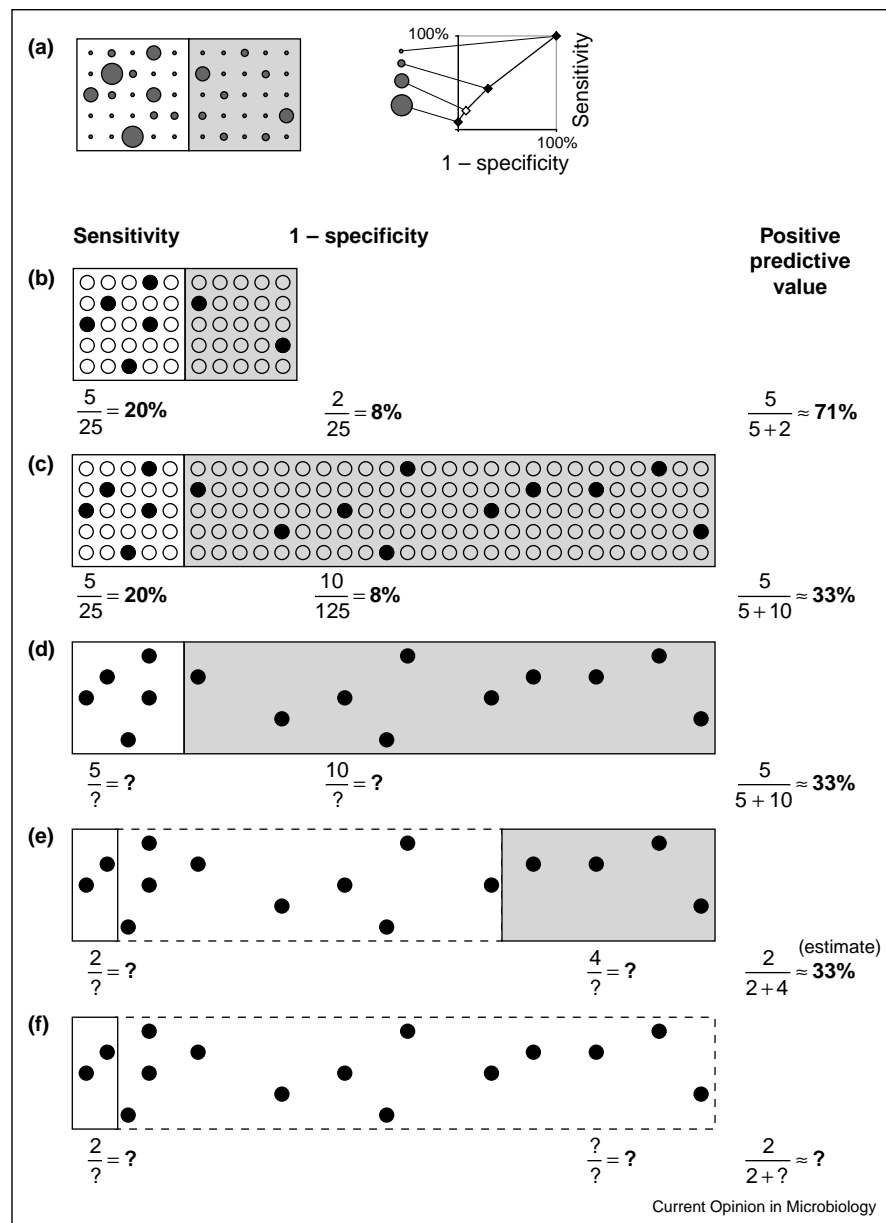 (a)
100%
Sensitivity
100%
1 – specificity
Sensitivity 1 – specificity Positive predictive value
(b)
5/25 = 20% 2/25 = 8% 5/(5+2) ≈ 71%
(c)
5/25 = 20% 10/125 = 8% 5/(5+10) ≈ 33%
(d)
5/? = ? 10/? = ? 5/(5+10) ≈ 33%
(e)
(estimate)
2/? = ? 4/? = ? 2/(2+4) ≈ 33%
(f)
2/? = ? ?/? = ? 2/(2+?) ≈ ?
Current Opinion in Microbiology